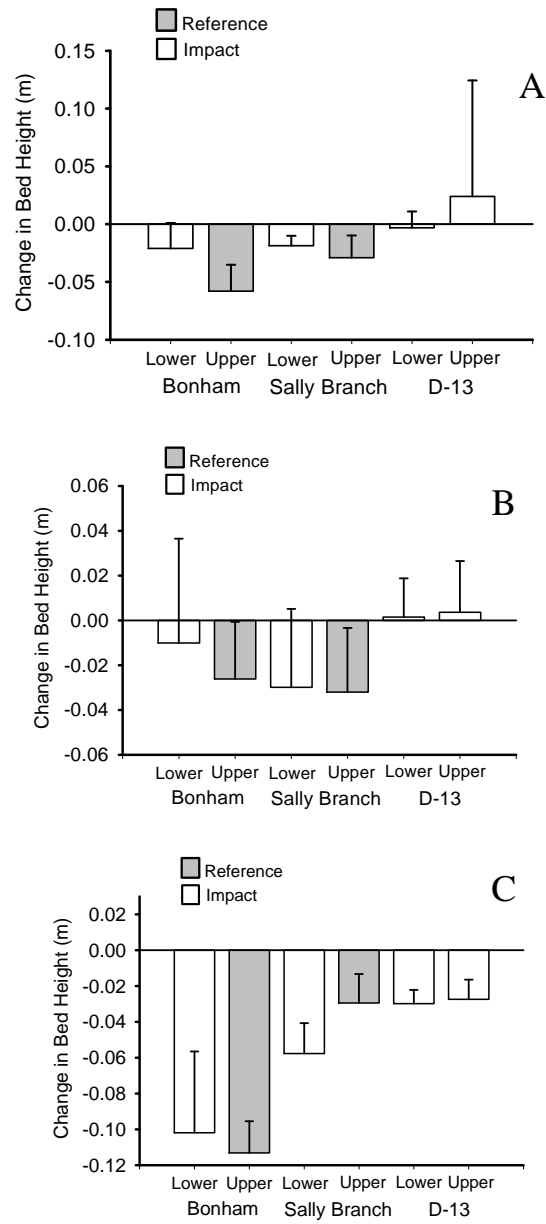 Reference
Impact
A
Change in Bed Height (m)
0.15
0.10
0.05
0.00
-0.05
-0.10
Lower Upper Lower Upper Lower Upper
Bonham Sally Branch D-13
Reference
Impact
B
Change in Bed Height (m)
0.06
0.04
0.02
0.00
-0.02
-0.04
-0.06
Lower Upper Lower Upper Lower Upper
Bonham Sally Branch D-13
Reference
Impact
C
Change in Bed Height (m)
0.02
0.00
-0.02
-0.04
-0.06
-0.08
-0.10
-0.12
Lower Upper Lower Upper Lower Upper
Bonham Sally Branch D-13